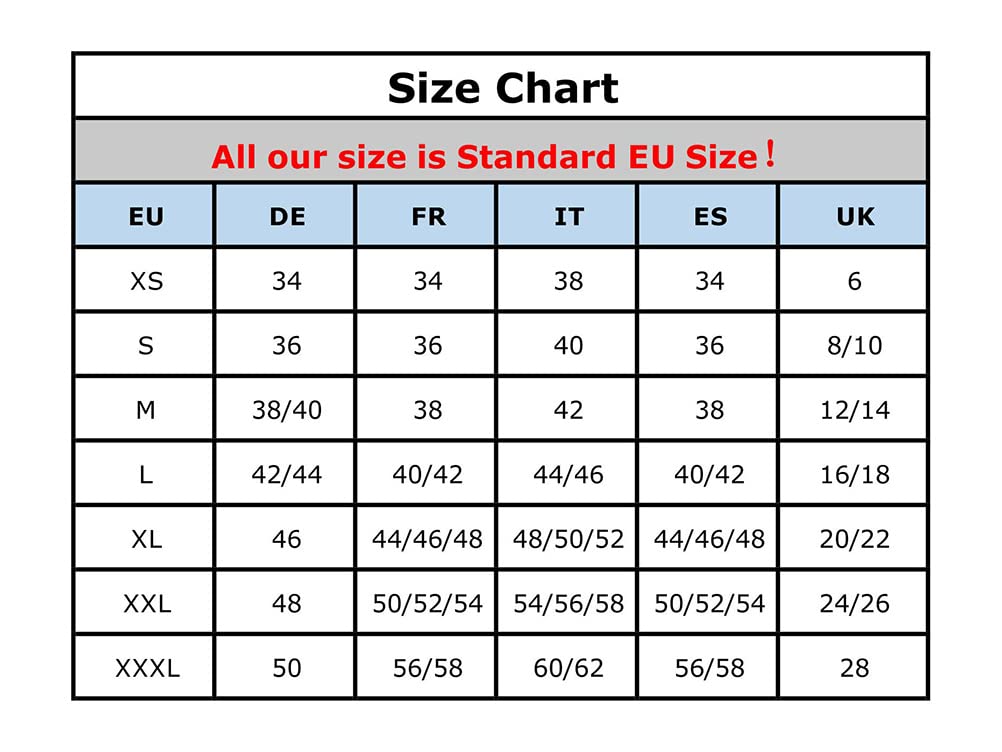 Size Chart
All our size is Standard EU Size!
EU DE FR IT ES UK
XS 34 34 38 34 6
S 36 36 40 36 8/10
M 38/40 38 42 38 12/14
L 42/44 40/42 44/46 40/42 16/18
XL 46 44/46/48 48/50/52 44/46/48 20/22
XXL 48 50/52/54 54/56/58 50/52/54 24/26
XXXL 50 56/58 60/62 56/58 28